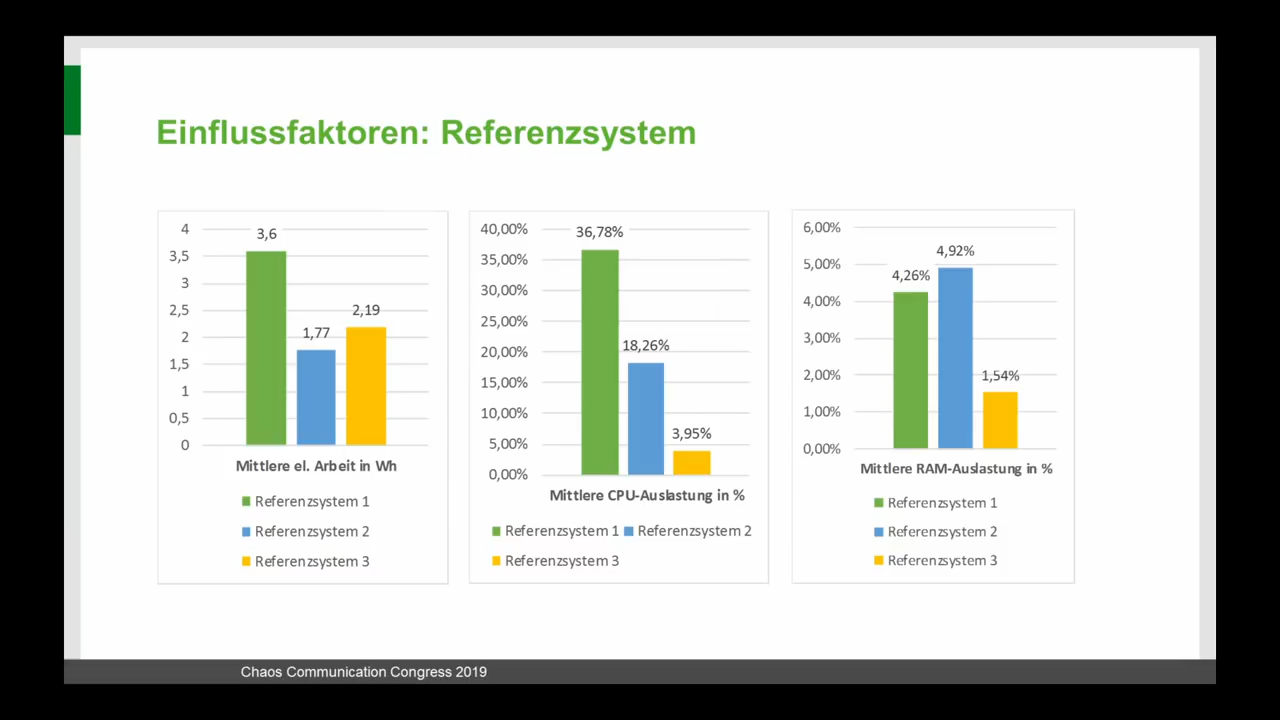 Einflussfaktoren: Referenzsystem
4
3,5
3
2,5
2
1,5
1
0,5
0
3,6
1,77
2,19
Mittlere el. Arbeit in Wh
Referenzsystem 1
Referenzsystem 2
Referenzsystem 3
40,00%
35,00%
30,00%
25,00%
20,00%
15,00%
10,00%
5,00%
0,00%
36,78%
18,26%
3,95%
Mittlere CPU-Auslastung in %
Referenzsystem 1 Referenzsystem 2
Referenzsystem 3
6,00%
5,00%
4,00%
3,00%
2,00%
1,00%
0,00%
4,26%
4,92%
1,54%
Mittlere RAM-Auslastung in %
Referenzsystem 1
Referenzsystem 2
Referenzsystem 3
Chaos Communication Congress 2019